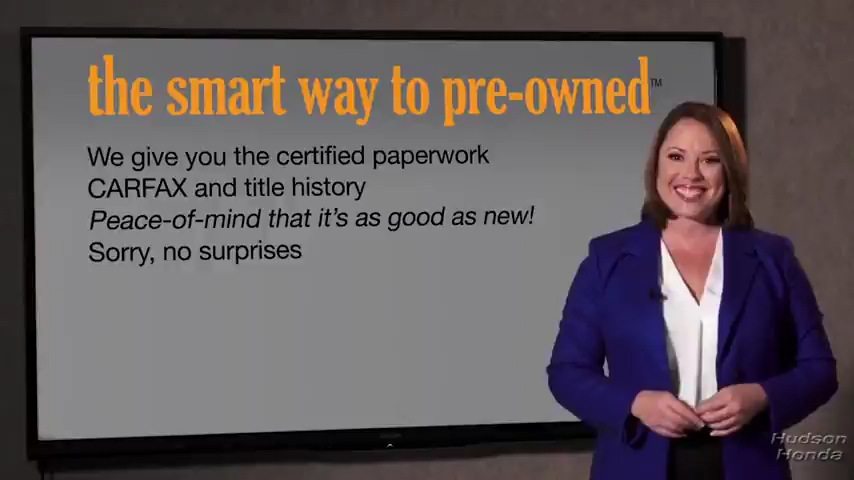 the smart way to pre-owned™
We give you the certified paperwork
CARFAX and title history
Peace-of-mind that it's as good as new!
Sorry, no surprises
Hudson
Honda